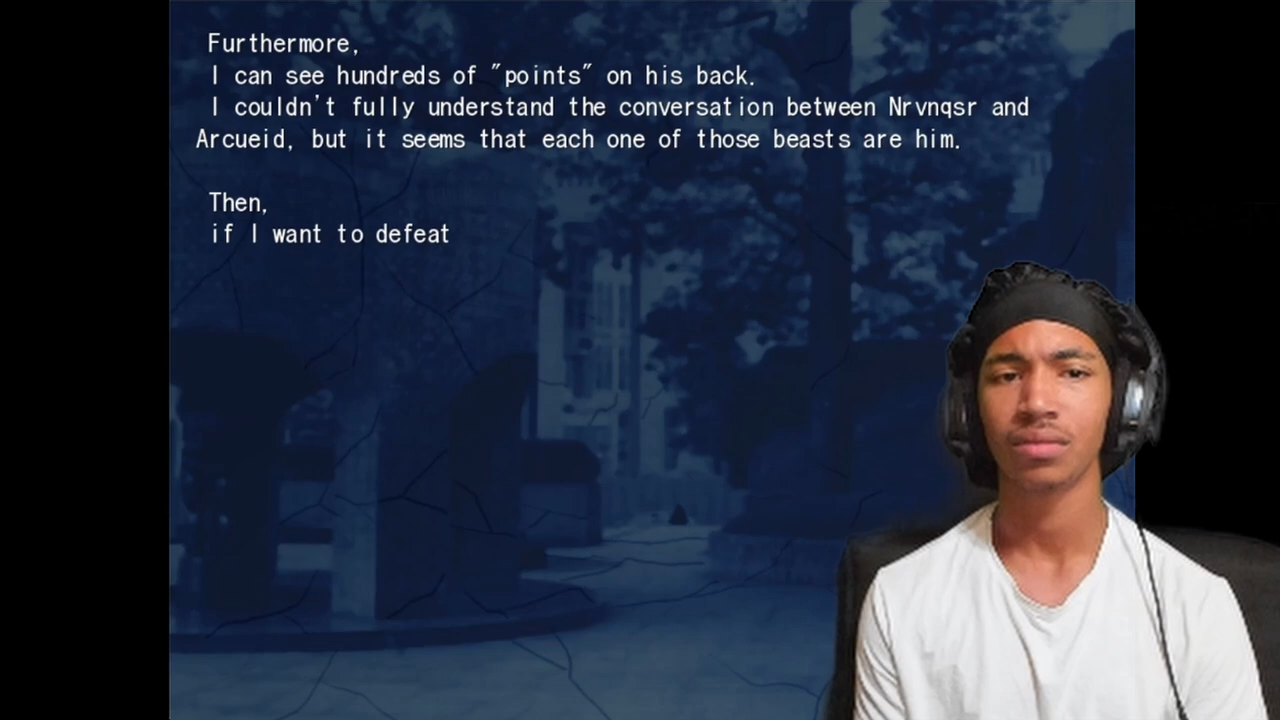 Furthermore,
I can see hundreds of "points" on his back.
I couldn't fully understand the conversation between Nrvnqsr and
Arcueid, but it seems that each one of those beasts are him.
Then,
if I want to defeat